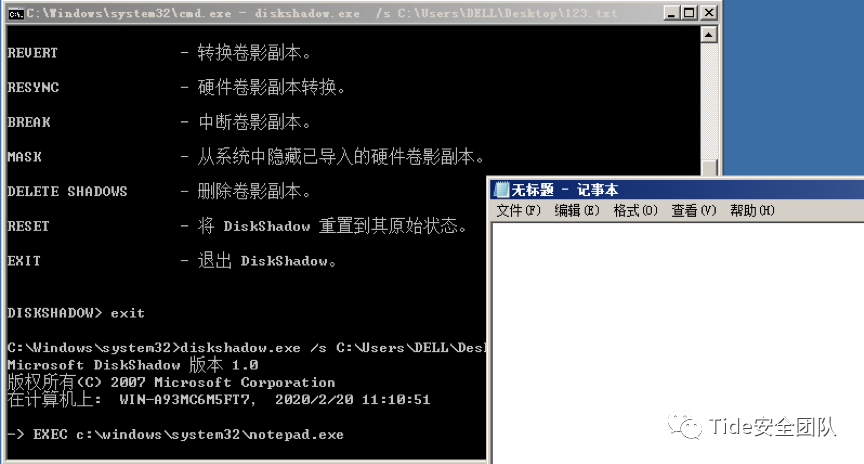 C:\Windows\system32\cmd.exe - diskshadow.exe  /s C:\Users\DELL\Desktop\123.txt
REVERT - 转换卷影副本。
RESYNC - 硬件卷影副本转换。
BREAK - 中断卷影副本。
MASK - 从系统中隐藏已导入的硬件卷影副本。
DELETE SHADOWS - 删除卷影副本。
RESET - 将 DiskShadow 重置到其原始状态。
EXIT - 退出 DiskShadow。
DISKSHADOW> exit
C:\Windows\system32>diskshadow.exe /s C:\Users\DELL\Des
Microsoft DiskShadow 版本 1.0
版权所有(C) 2007 Microsoft Corporation
在计算机上: WIN-A93MC6M5FT7, 2020/2/20 11:10:51
-> EXEC c:\windows\system32\notepad.exe
无标题 - 记事本
文件(F) 编辑(E) 格式(O) 查看(V) 帮助(H)
Tide安全团队